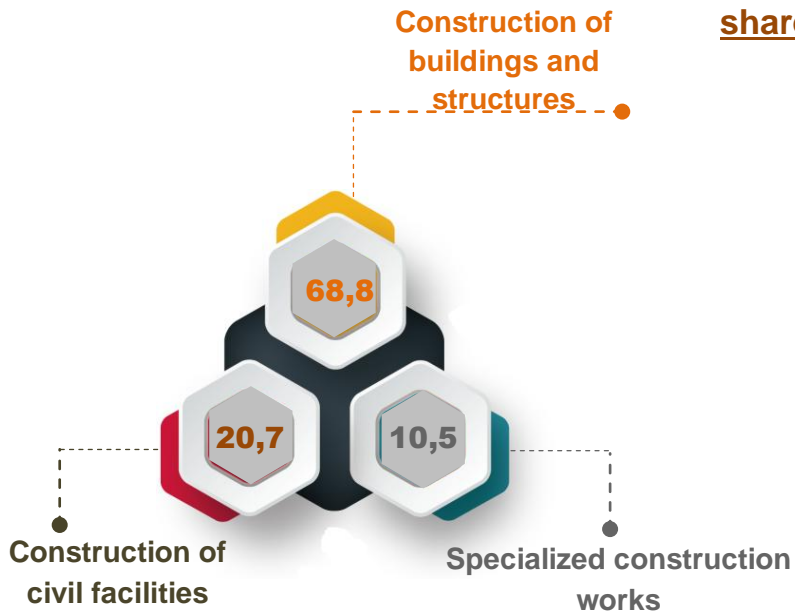 Construction of
buildings and
structures
68,8
20,7
10,5
Construction of
civil facilities
Specialized construction
works